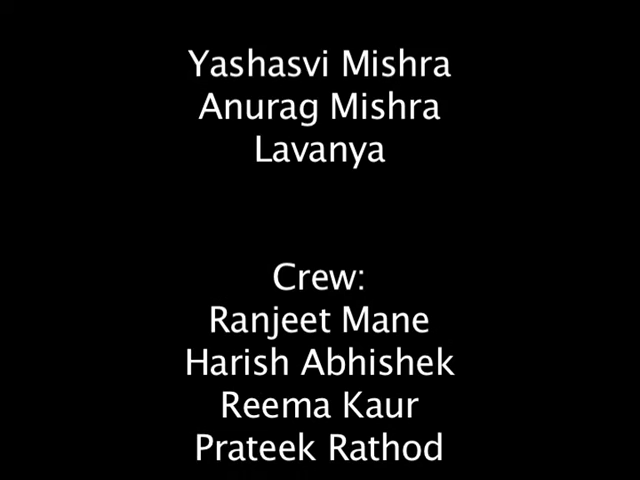 Yashasvi Mishra
Anurag Mishra
Lavanya
Crew:
Ranjeet Mane
Harish Abhishek
Reema Kaur
Prateek Rathod